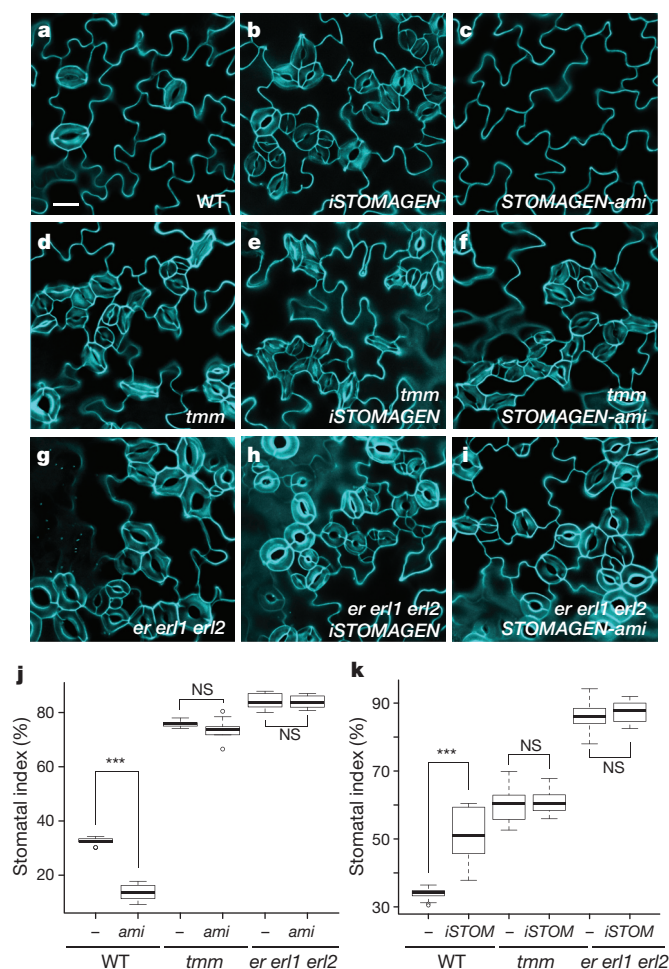 a
WT
b
iSTOMAGEN
c
STOMAGEN-ami
d
tmm
e
tmm
iSTOMAGEN
f
tmm
STOMAGEN-ami
g
er erl1 erl2
h
er erl1 erl2
iSTOMAGEN
i
er erl1 erl2
STOMAGEN-ami
j
Stomatal index (%)
80
60
40
20
***
NS
NS
– ami – ami – ami
WT tmm er erl1 erl2
k
Stomatal index (%)
90
70
50
30
***
NS
NS
– iSTOM – iSTOM – iSTOM
WT tmm er erl1 erl2